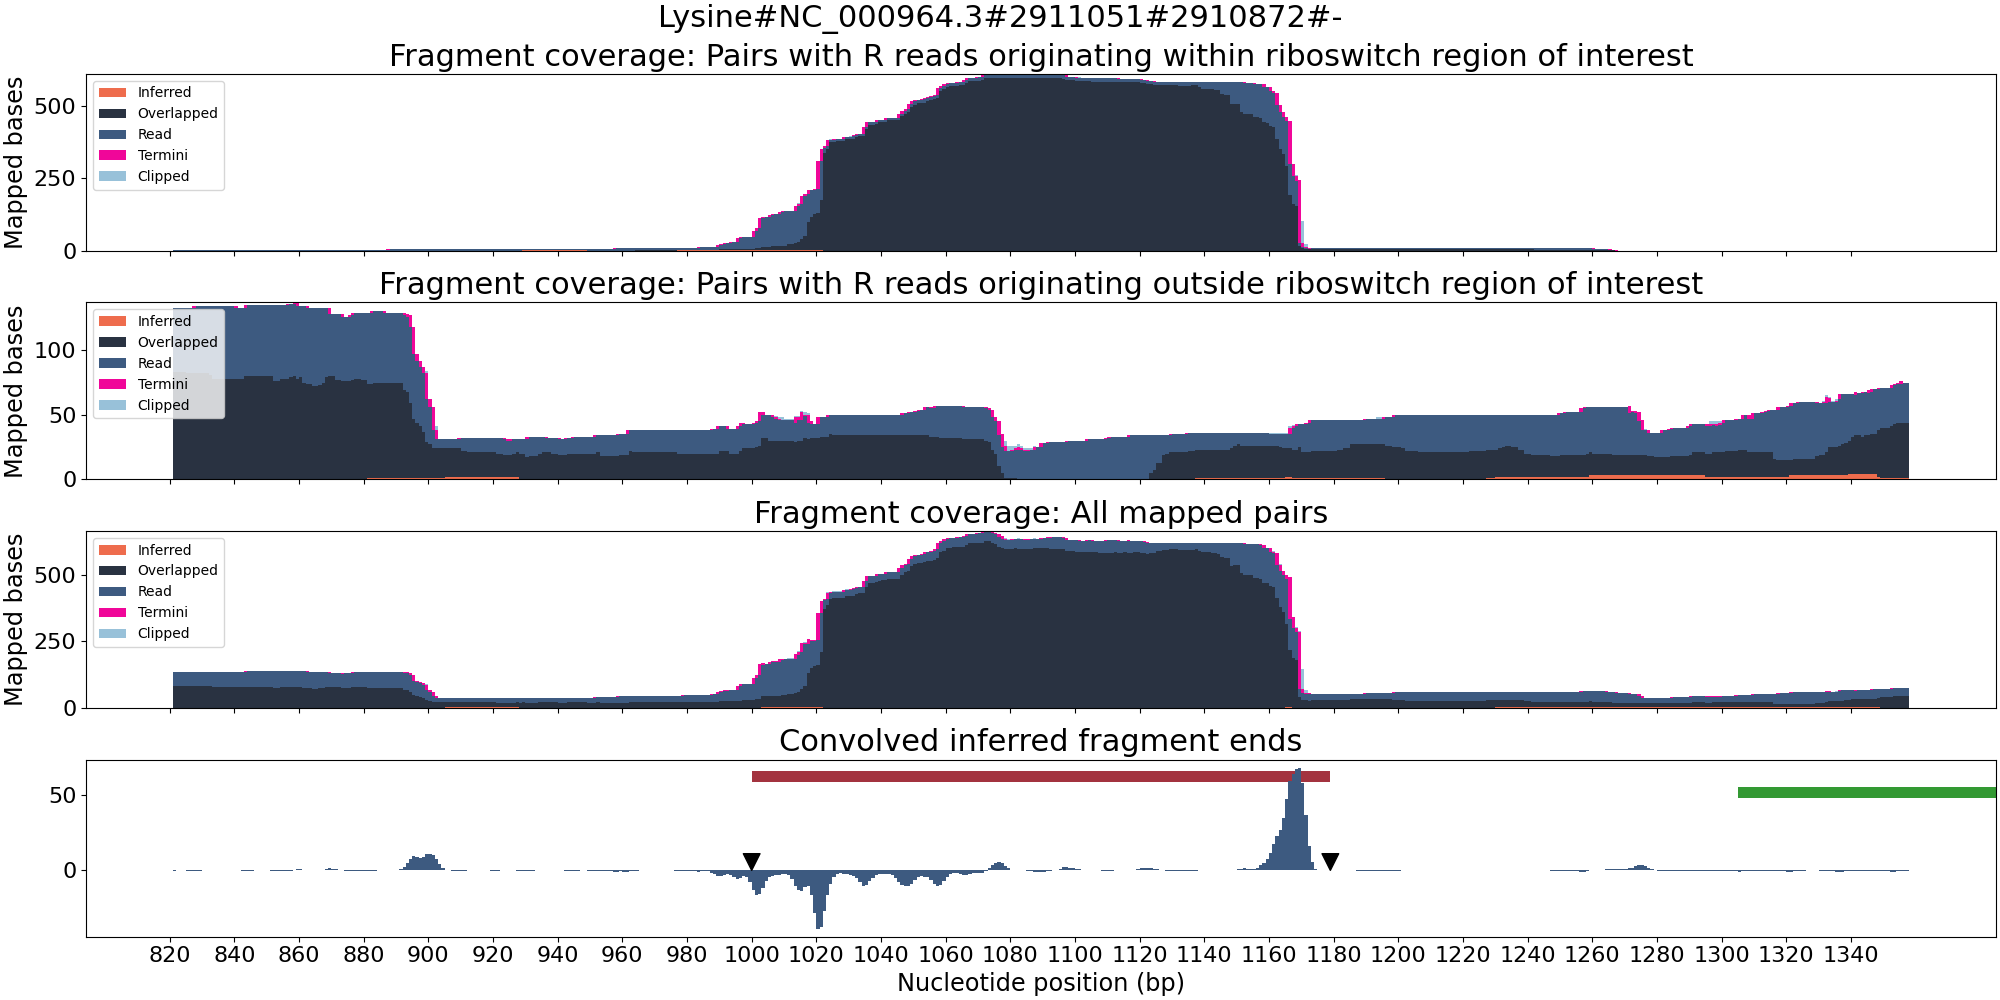 Lysine#NC_000964.3#2911051#2910872#-
Fragment coverage: Pairs with R reads originating within riboswitch region of interest
Mapped bases
500
250
0
Inferred
Overlapped
Read
Termini
Clipped
Fragment coverage: Pairs with R reads originating outside riboswitch region of interest
Mapped bases
100
50
0
Inferred
Overlapped
Read
Termini
Clipped
Fragment coverage: All mapped pairs
Mapped bases
500
250
0
Inferred
Overlapped
Read
Termini
Clipped
Convolved inferred fragment ends
50
0
820 840 860 880 900 920 940 960 980 1000 1020 1040 1060 1080 1100 1120 1140 1160 1180 1200 1220 1240 1260 1280 1300 1320 1340
Nucleotide position (bp)